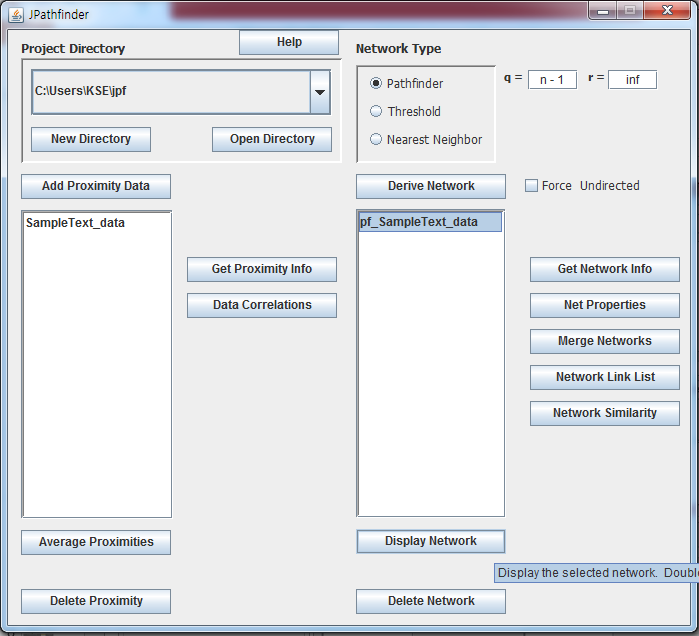 JPathfinder
Project Directory
Help
Network Type
C:\Users\KSE\jpf
New Directory
Open Directory
Pathfinder
Threshold
Nearest Neighbor
q = n - 1 r = inf
Add Proximity Data
Derive Network
Force Undirected
SampleText_data
pf_SampleText_data
Get Proximity Info
Data Correlations
Get Network Info
Net Properties
Merge Networks
Network Link List
Network Similarity
Average Proximities
Display Network
Display the selected network. Double
Delete Proximity
Delete Network